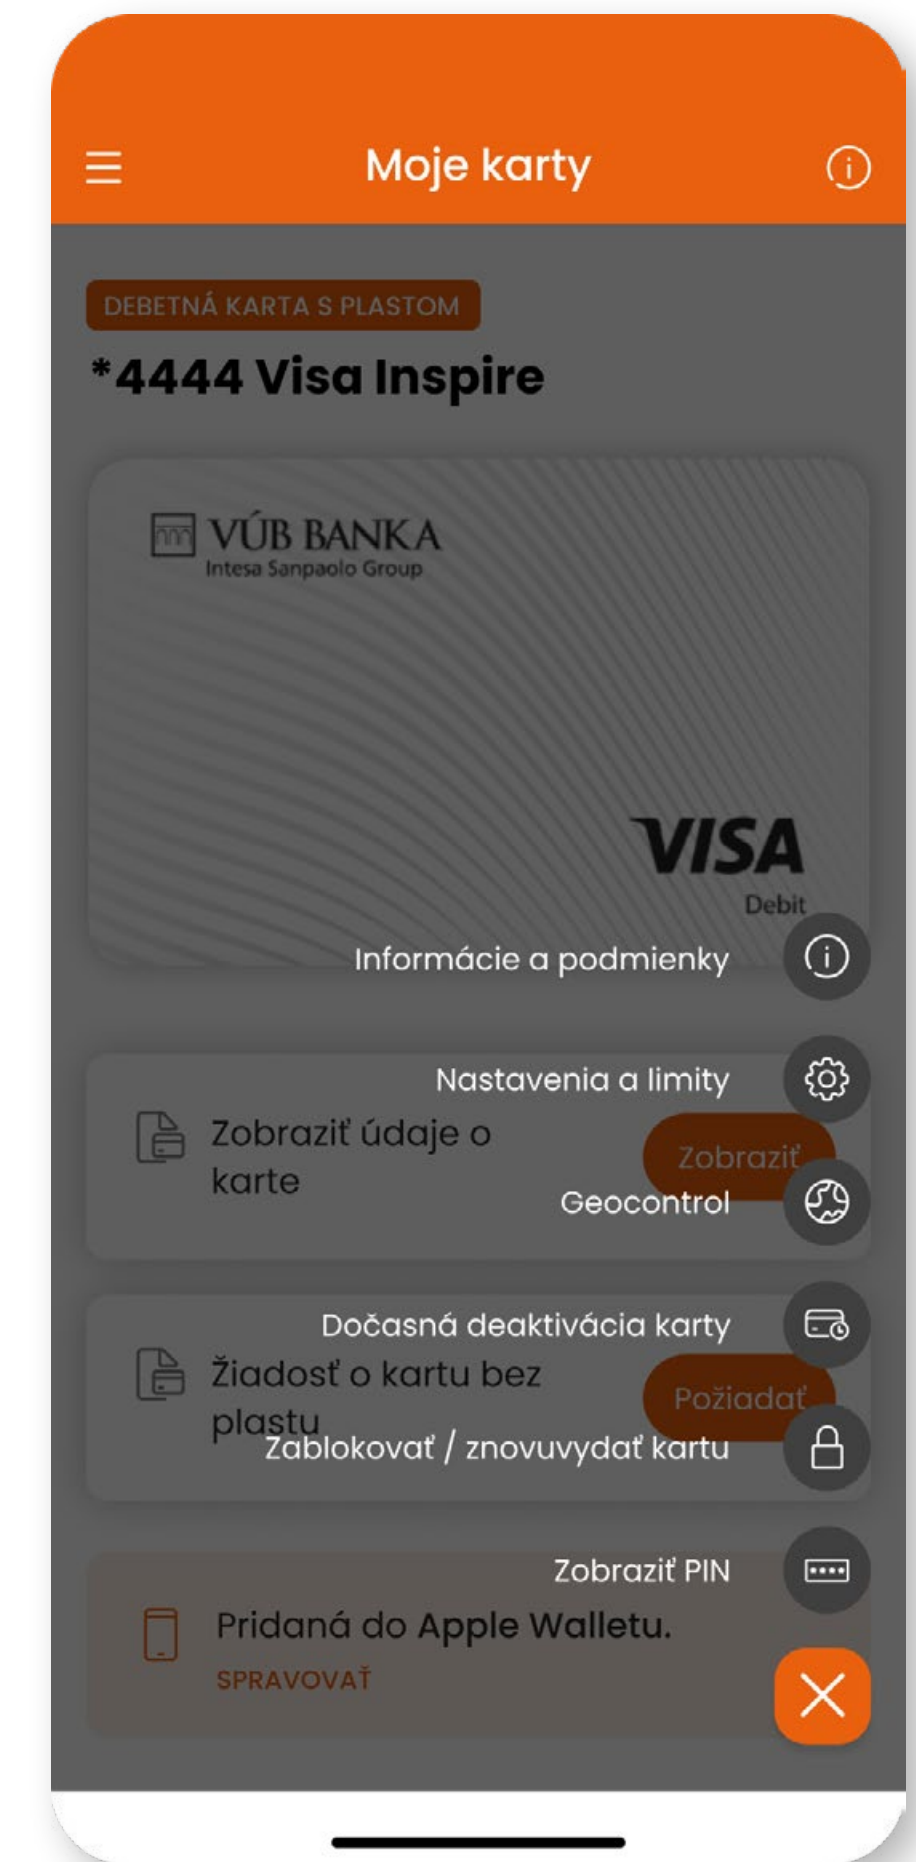 Moje karty
DEBETNÁ KARTA S PLASTOM
*4444 Visa Inspire
VÚB BANKA
Intesa Sanpaolo Group
VISA
Debit
Informácie a podmienky
Nastavenia a limity
Zobraziť údaje o
karte
Zobraziť
Geocontrol
Dočasná deaktivácia karty
Žiadosť o kartu bez
plastu
Požiadať
Zablokovať / znovuvydať kartu
Zobraziť PIN
Pridaná do Apple Walletu.
SPRAVOVAŤ